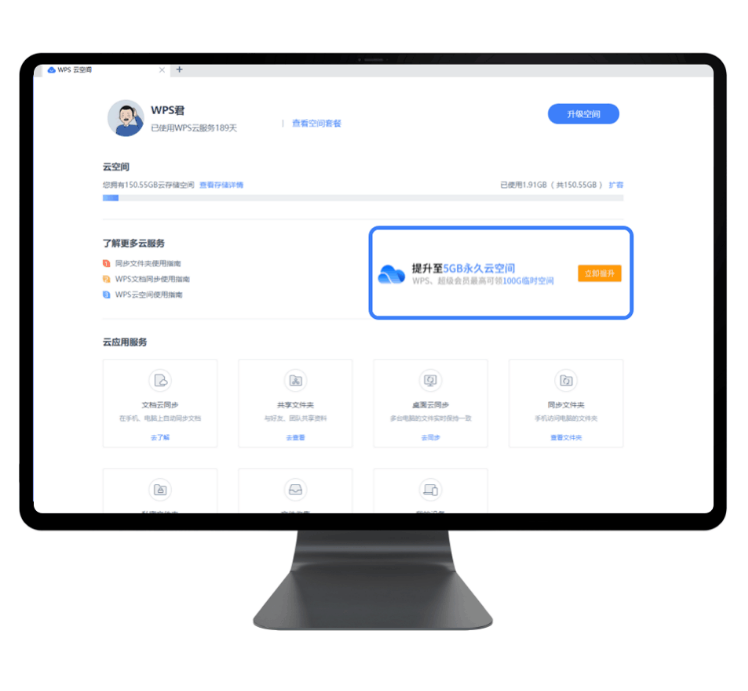 WPS 云空间
WPS君
已使用WPS云服务189天
查看空间套餐
升级空间
云空间
您拥有150.55GB云存储空间 查看存储详情
已使用1.91GB（共150.55GB） 扩容
了解更多云服务
同步文件夹使用指南
WPS文档同步使用指南
WPS云空间使用指南
提升至5GB永久云空间
WPS、超级会员最高可领100G临时空间
立即提升
云应用服务
文档云同步
在手机、电脑上自动同步文档
去了解
共享文件夹
与好友、团队共享资料
去查看
桌面云同步
多台电脑的文件实时保持一致
去同步
同步文件夹
手机访问电脑的文件夹
查看文件夹